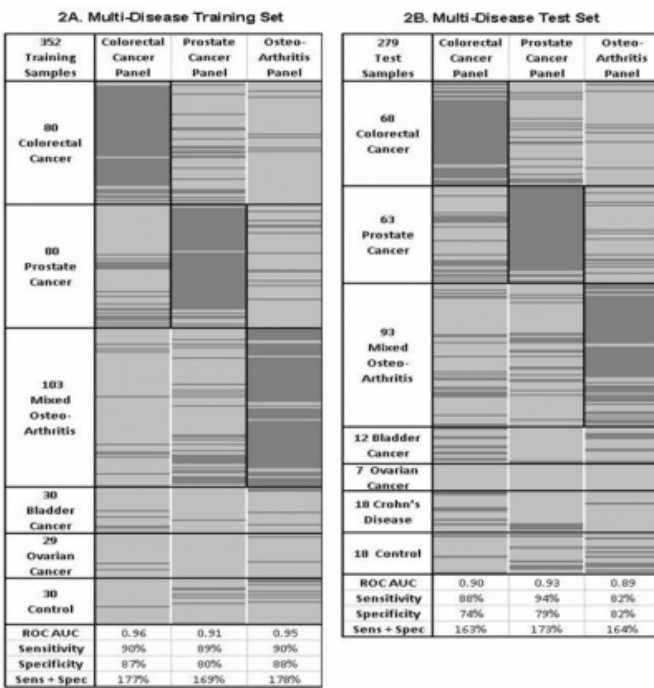 2A. Multi-Disease Training Set
352 Training Samples
Colorectal Cancer Panel
Prostate Cancer Panel
Osteo-Arthritis Panel
80 Colorectal Cancer
80 Prostate Cancer
103 Mixed Osteo-Arthritis
30 Bladder Cancer
29 Ovarian Cancer
30 Control
ROC AUC 0.96 0.91 0.95
Sensitivity 90% 89% 90%
Specificity 87% 80% 88%
Sens + Spec 177% 169% 178%
2B. Multi-Disease Test Set
279 Test Samples
Colorectal Cancer Panel
Prostate Cancer Panel
Osteo-Arthritis Panel
68 Colorectal Cancer
63 Prostate Cancer
93 Mixed Osteo-Arthritis
12 Bladder Cancer
7 Ovarian Cancer
18 Crohn's Disease
18 Control
ROC AUC 0.90 0.93 0.89
Sensitivity 88% 94% 82%
Specificity 74% 79% 82%
Sens + Spec 163% 173% 164%